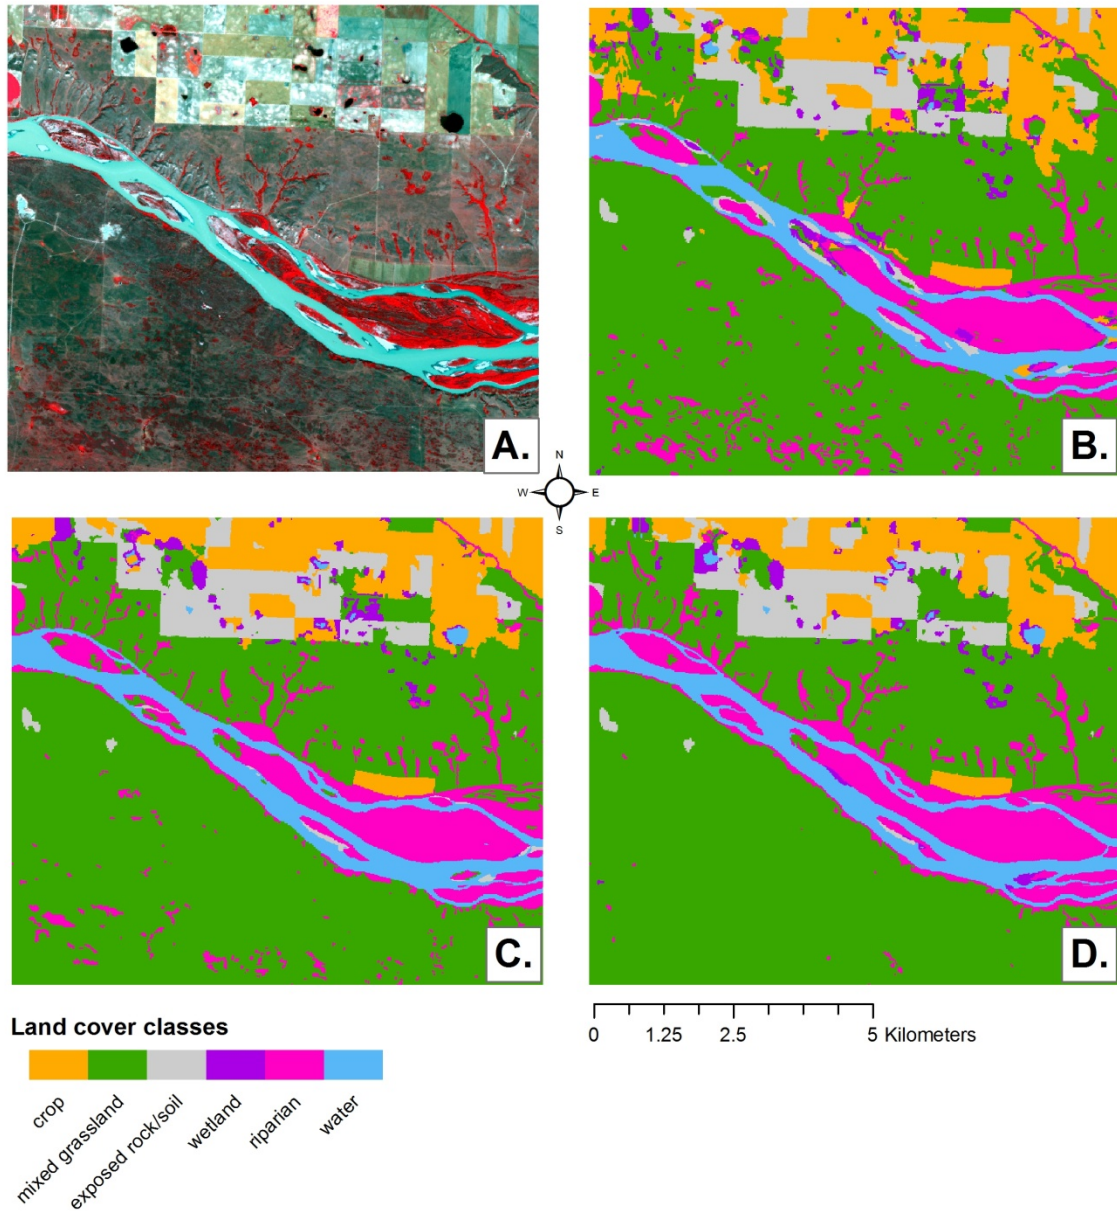 A.
B.
N
W E
S
C.
D.
Land cover classes
crop
mixed grassland
exposed rock/soil
wetland
riparian
water
0 1.25 2.5 5 Kilometers